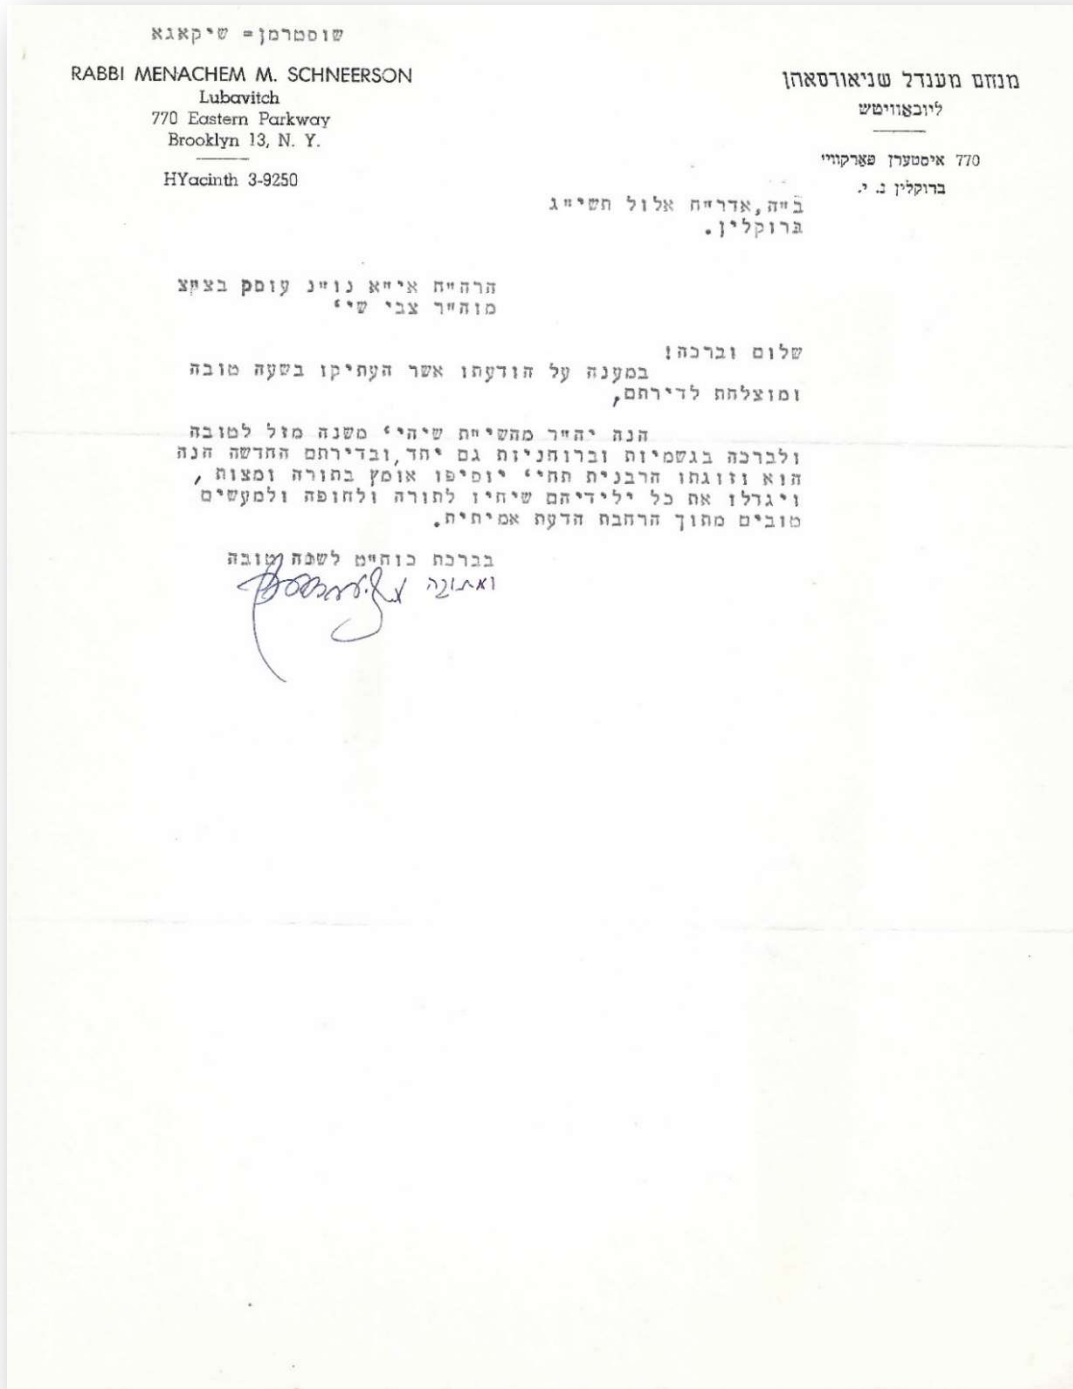 שוסטרמן= שיקאגא
RABBI MENACHEM M. SCHNEERSON
Lubavitch
770 Eastern Parkway
Brooklyn 13, N. Y.
HYacinth 3-9250
מנחם מענדל שניאורסאהן
ליובאוויטש
770 איסטערן פארקוויי
ברוקלין נ. י.
ב"ה,אדר"ח אלול תשי"ג
ברוקלין.
הרה"ח אי"א נו"נ עוסק בצ"צ
מוה"ר צבי שי'
שלום וברכה!
במענה על הודעתו אשר העתיקו בשעה טובה
ומוצלחת לדירתם,
הנה יה"ר מהשי"ת שיהי' משנה מזל לטובה
ולברכה בגשמיות וברוחניות גם יחד,ובדירתם החדשה הנה
הוא וזוגתו הרבנית תחי' יוסיפו אומץ בתורה ומצות,
ויגדלו את כל ילידיהם שיחיו לתורה ולחופה ולמעשים
טובים מתוך הרחבת הדעת אמיתית.
בברכת כוח"ט לשנה טובה
ומתוקה